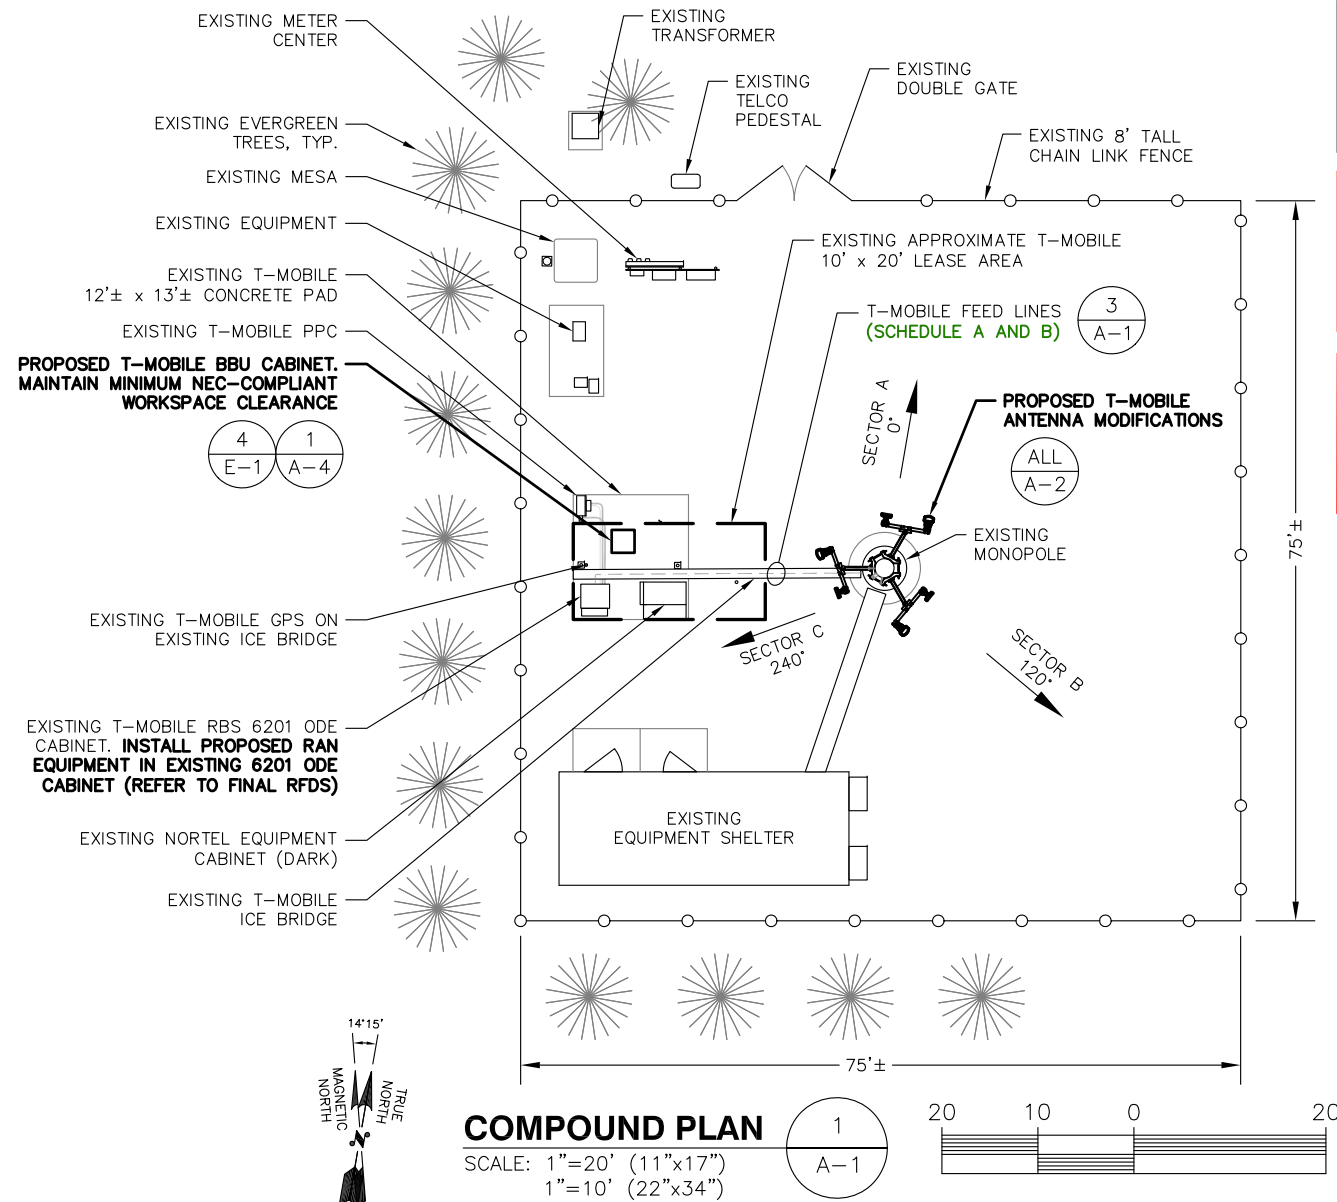 EXISTING METER
CENTER
EXISTING
TRANSFORMER
EXISTING
TELCO
PEDESTAL
EXISTING
DOUBLE GATE
EXISTING EVERGREEN
TREES, TYP.
EXISTING 8' TALL
CHAIN LINK FENCE
EXISTING MESA
EXISTING EQUIPMENT
EXISTING APPROXIMATE T-MOBILE
10' x 20' LEASE AREA
EXISTING T-MOBILE
12'± x 13'± CONCRETE PAD
T-MOBILE FEED LINES
(SCHEDULE A AND B)
3
A-1
EXISTING T-MOBILE PPC
PROPOSED T-MOBILE BBU CABINET.
MAINTAIN MINIMUM NEC-COMPLIANT
WORKSPACE CLEARANCE
4
E-1
1
A-4
SECTOR A
0°
PROPOSED T-MOBILE
ANTENNA MODIFICATIONS
ALL
A-2
EXISTING
MONOPOLE
75'±
EXISTING T-MOBILE GPS ON
EXISTING ICE BRIDGE
SECTOR C
240°
SECTOR B
120°
EXISTING T-MOBILE RBS 6201 ODE
CABINET. INSTALL PROPOSED RAN
EQUIPMENT IN EXISTING 6201 ODE
CABINET (REFER TO FINAL RFDS)
EXISTING
EQUIPMENT SHELTER
EXISTING NORTEL EQUIPMENT
CABINET (DARK)
EXISTING T-MOBILE
ICE BRIDGE
75'±
14°15'
MAGNETIC
NORTH
TRUE
NORTH
N
COMPOUND PLAN
SCALE: 1"=20' (11"x17")
1"=10' (22"x34")
1
A-1
20 10 0 20